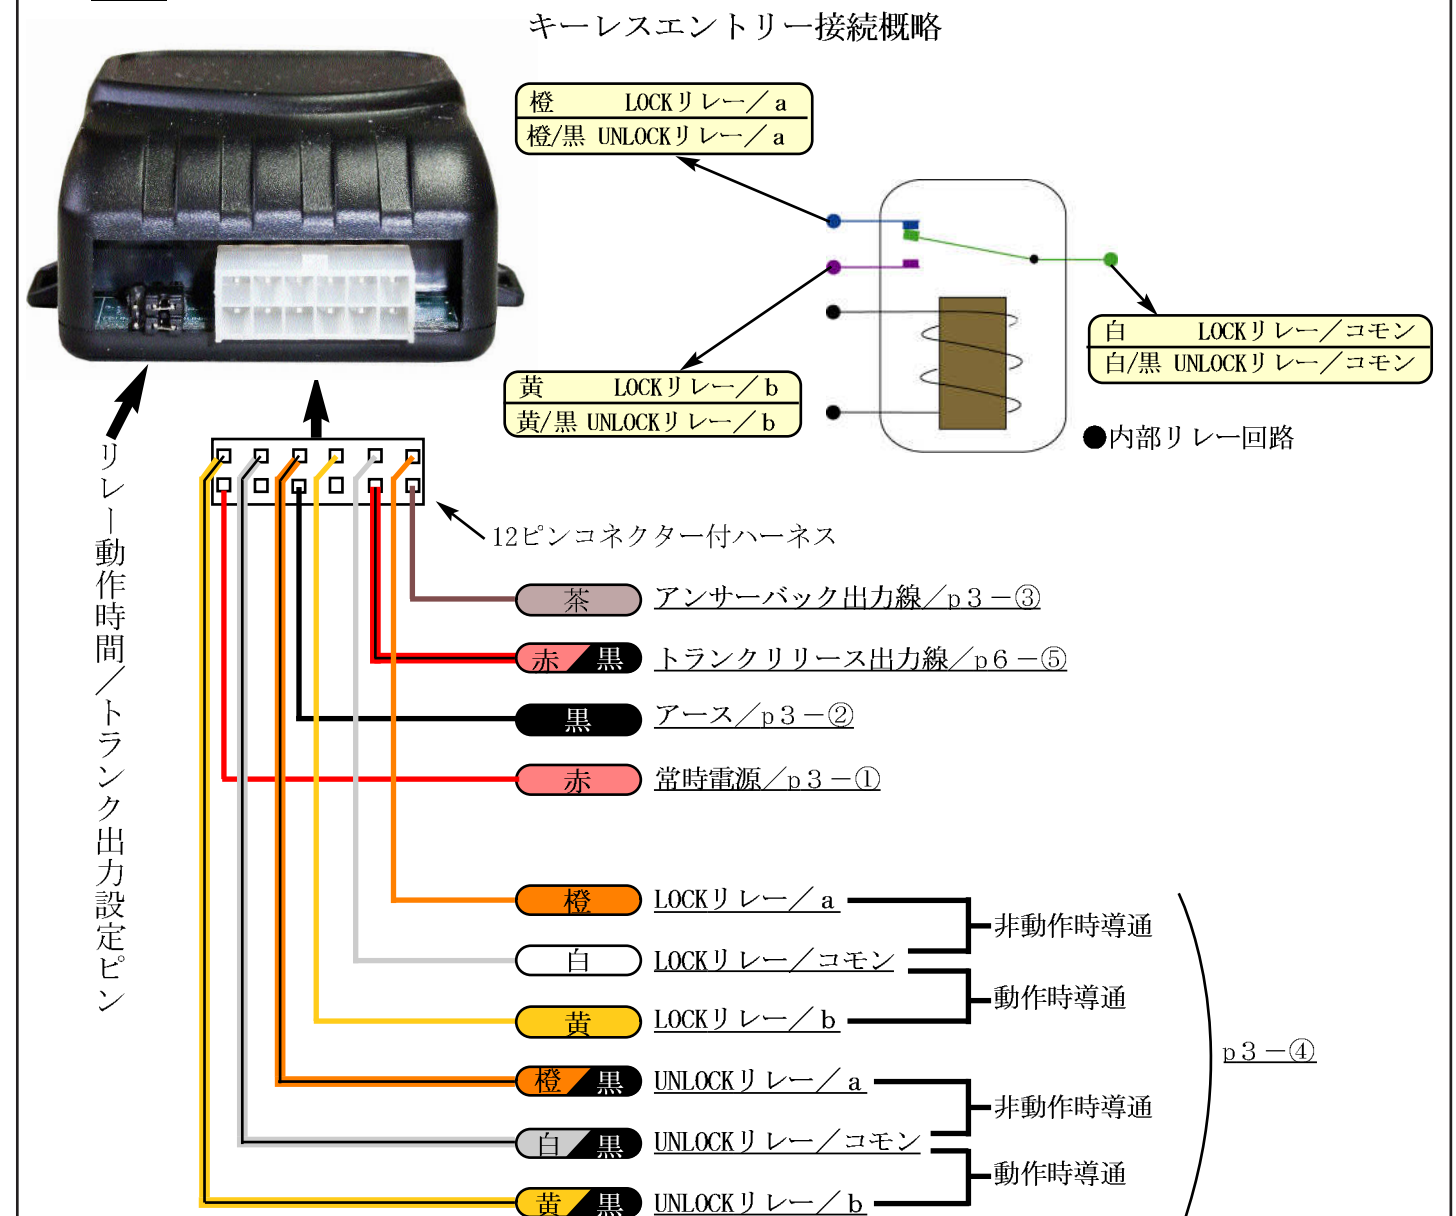 キーレスエントリー接続概略
橙 LOCKリレー／a
橙/黒 UNLOCKリレー／a
白 LOCKリレー／コモン
白/黒 UNLOCKリレー／コモン
黄 LOCKリレー／b
黄/黒 UNLOCKリレー／b
●内部リレー回路
リレー動作時間／トランク出力設定ピン
12ピンコネクター付ハーネス
茶 アンサーバック出力線／p３－③
赤 黒 トランクリリース出力線／p６－⑤
黒 アース／p３－②
赤 常時電源／p３－①
橙 LOCKリレー／a
非動作時導通
白 LOCKリレー／コモン
動作時導通
黄 LOCKリレー／b
p３－④
橙 黒 UNLOCKリレー／a
非動作時導通
白 黒 UNLOCKリレー／コモン
動作時導通
黄 黒 UNLOCKリレー／b